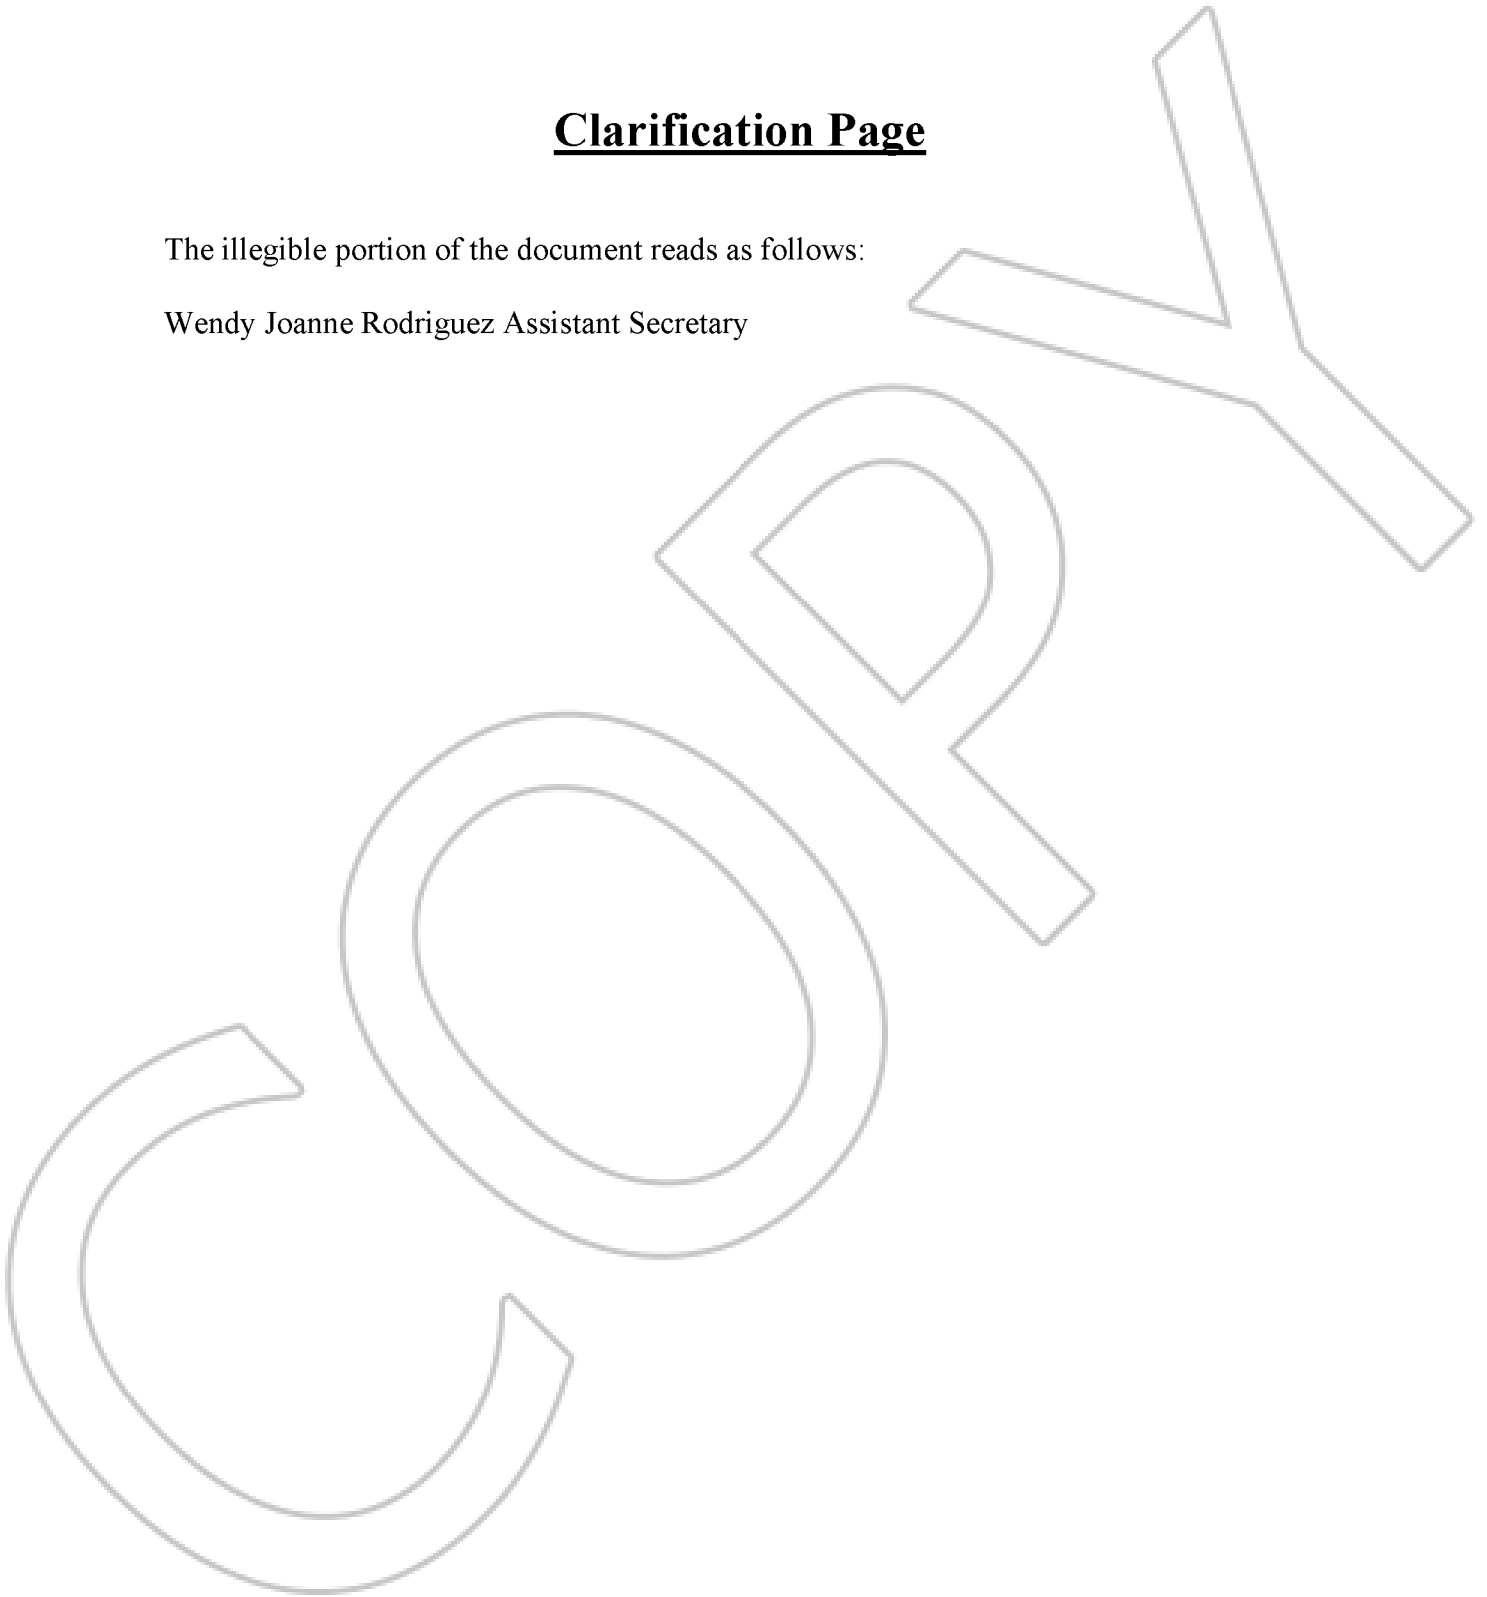 Clarification Page
The illegible portion of the document reads as follows:
Wendy Joanne Rodriguez Assistant Secretary
COPY